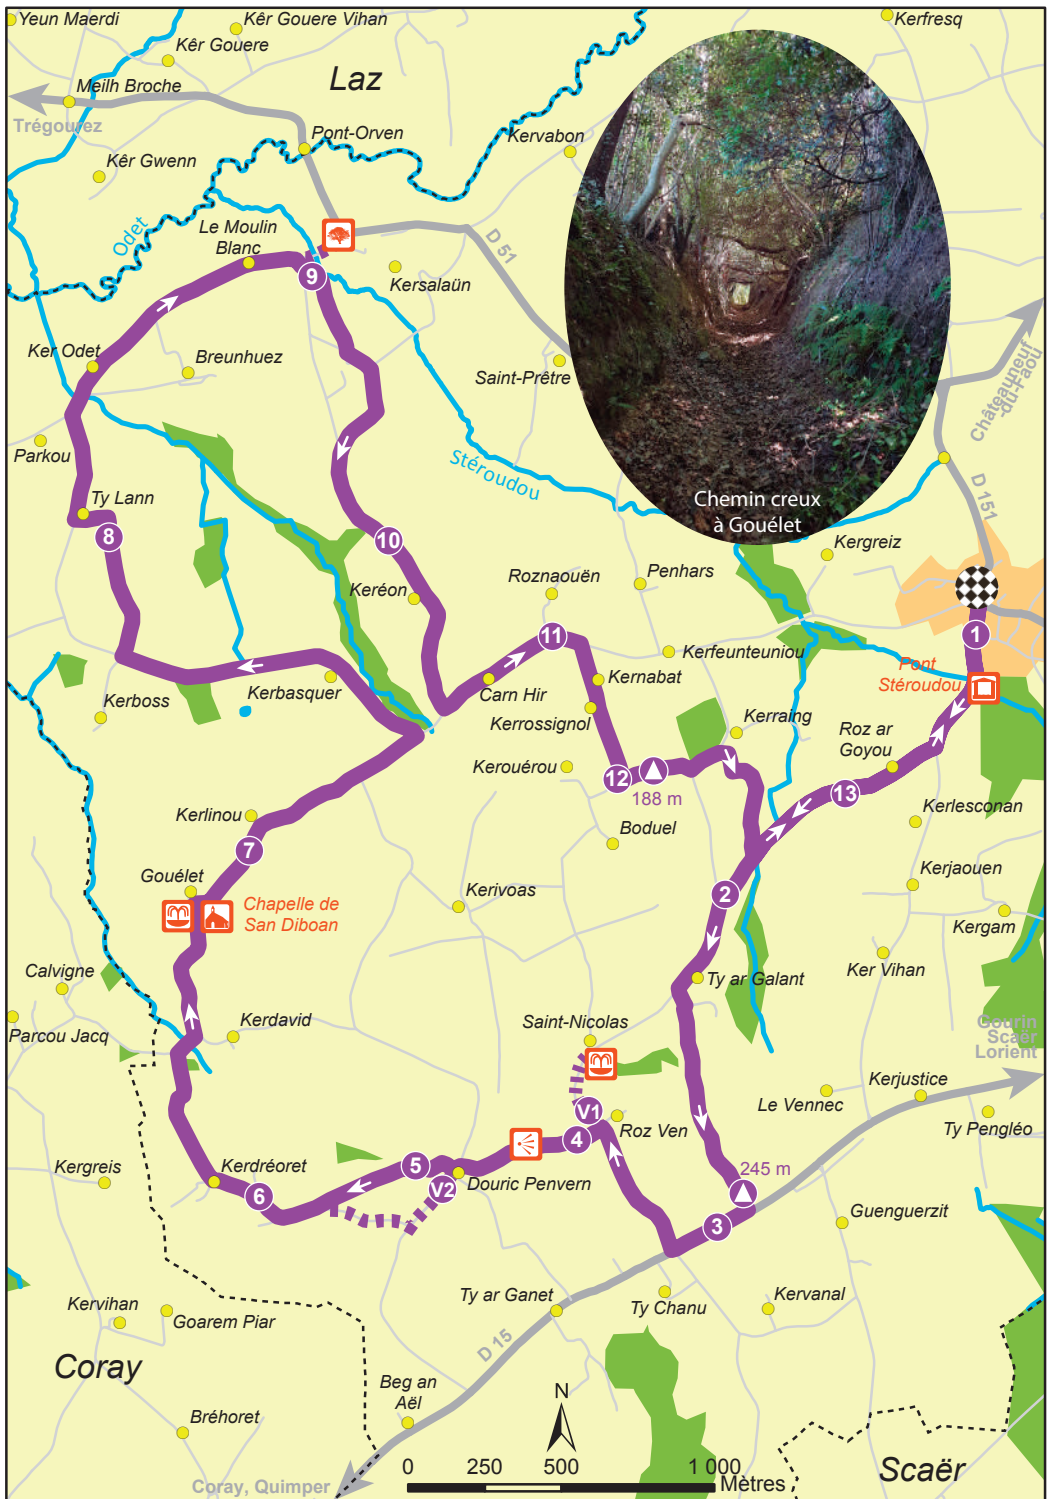 Yeun Maerdi
Kêr Gouere Vihan
Kerfresq
Kêr Gouere
Laz
Meilh Broche
Trégourez
Pont-Orven
Kervabon
Kêr Gwenn
Odet
Le Moulin
Blanc
D 51
9
Kersalaün
Châteauneuf
-du-Faou
Ker Odet
Breunhuez
Saint-Prêtre
Parkou
Stéroudou
D 151
Chemin creux
à Gouélet
Ty Lann
8
10
Kergreiz
Roznaouën
Penhars
Keréon
1
11
Kerfeunteuniou
Pont
Stéroudou
Kerboss
Kerbasquer
Carn Hir
Kernabat
Kerrossignol
Kerraing
Roz ar
Goyou
Kerouérou
12
188 m
13
Kerlinou
Boduel
Kerlesconan
7
Gouélet
Kerjaouen
Kerivoas
2
Chapelle de
San Diboan
Kergam
Calvigne
Ty ar Galant
Ker Vihan
Parcou Jacq
Kerdavid
Saint-Nicolas
Gourin
Scaër
Lorient
Kerjustice
Le Vennec
V1
Roz Ven
Ty Pengléo
4
Kergreis
Kerdréoret
5
Douric Penvern
245 m
V2
6
3
Guenguerzit
Kervihan
Goarem Piar
Ty ar Ganet
Ty Chanu
Kervanal
D 15
Coray
Beg an
Aël
N
Bréhoret
0 250 500 1 000
Mètres
Scaër
Coray, Quimper